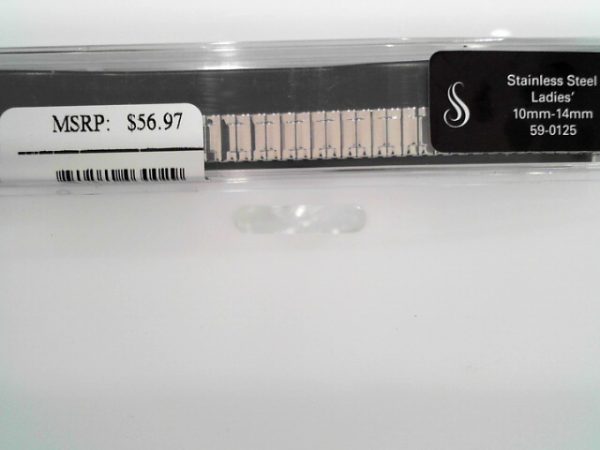 MSRP: $56.97
Stainless Steel
Ladies'
10mm-14mm
59-0125